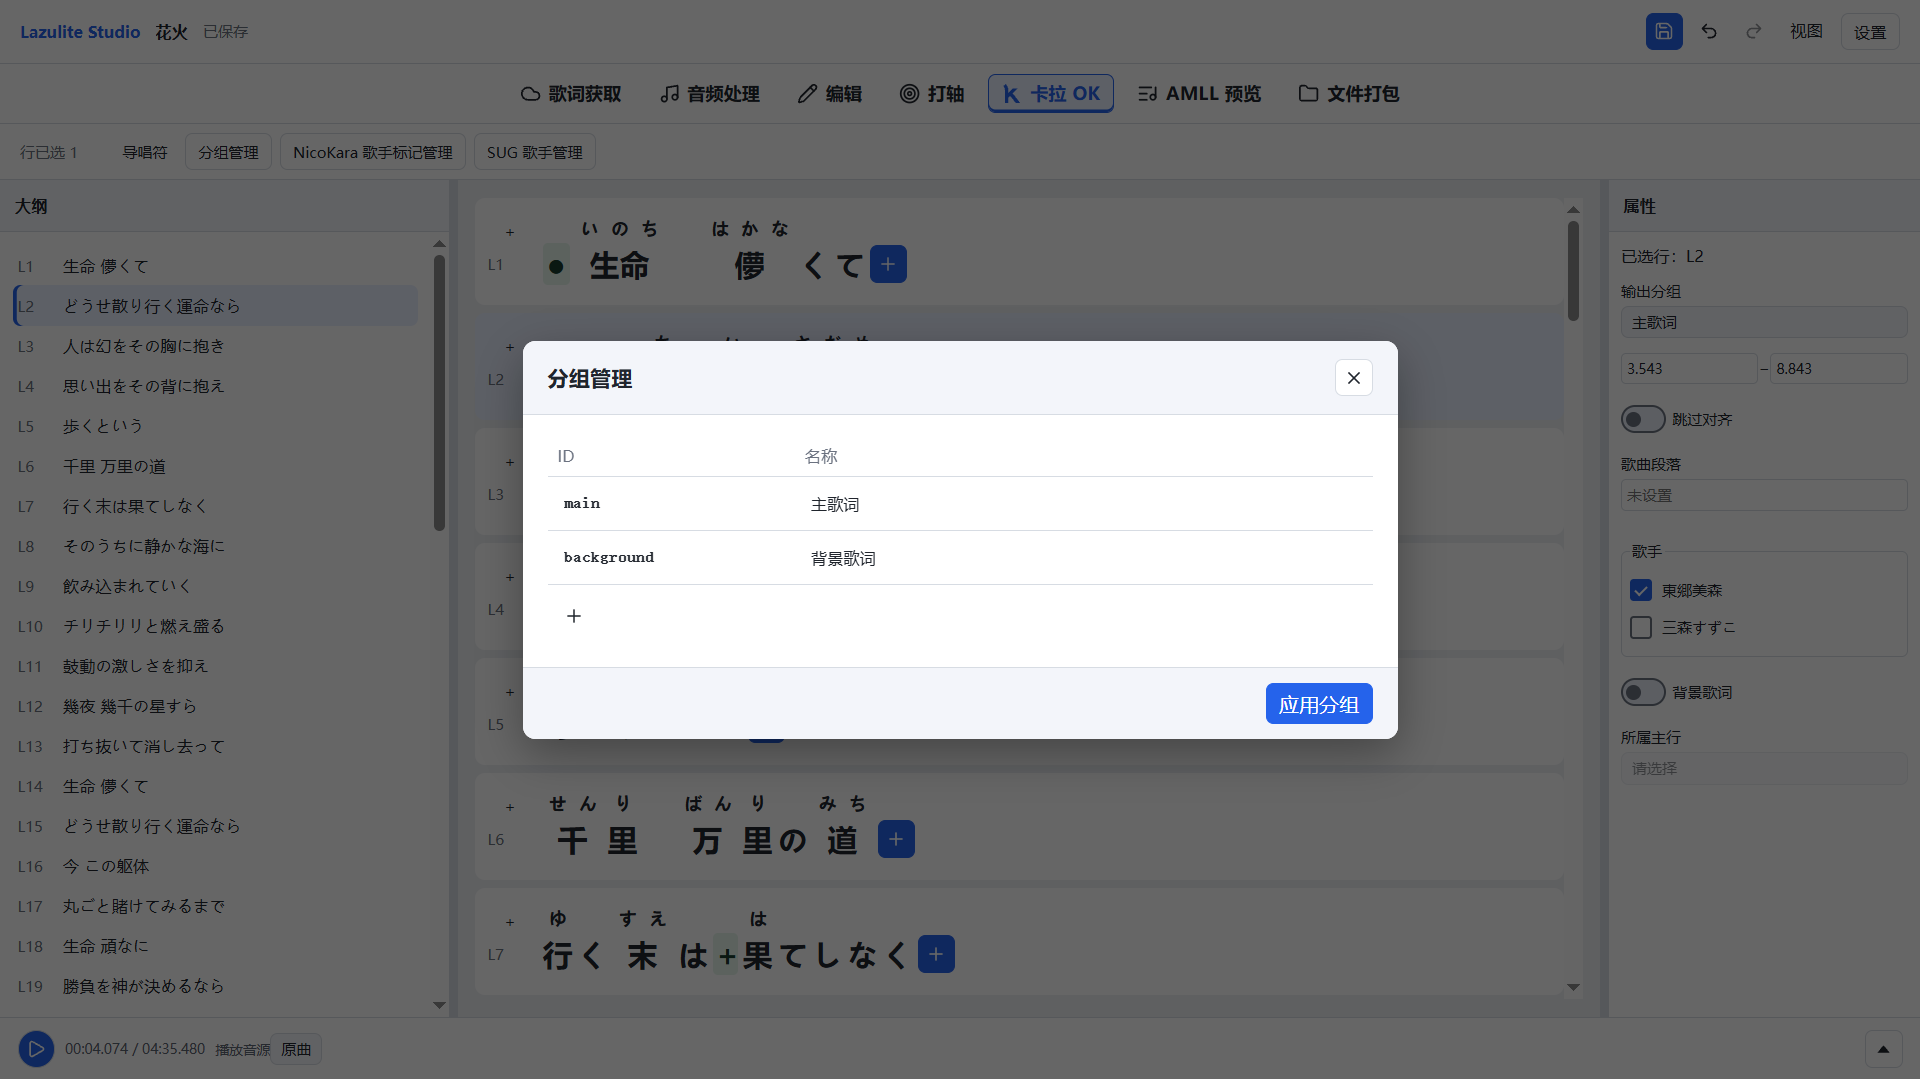 Lazulite Studio 花火 已保存
视图 设置
歌词获取 音频处理 编辑 打轴 卡拉 OK AMLL 预览 文件打包
行已选 1 导唱符 分组管理 NicoKara 歌手标记管理 SUG 歌手管理
大纲
L1 生命 儚くて
L2 どうせ散り行く運命なら
L3 人は幻をその胸に抱き
L4 思い出をその背に抱え
L5 歩くという
L6 千里 万里の道
L7 行く末は果てしなく
L8 そのうちに静かな海に
L9 飲み込まれていく
L10 チリチリリと燃え盛る
L11 鼓動の激しさを抑え
L12 幾夜 幾千の星すら
L13 打ち抜いて消し去って
L14 生命 儚くて
L15 どうせ散り行く運命なら
L16 今 この躯体
L17 丸ごと賭けてみるまで
L18 生命 頑なに
L19 勝負を神が決めるなら
+ いのち はかな
L1 ● 生命 儚くて +
+
L2
+
L3
+
L4
+
L5
+ せんり ばんり みち
L6 千里 万里の道 +
+ ゆ すえ は
L7 行く末は+果てしなく +
分组管理
ID 名称
main 主歌词
background 背景歌词
+
应用分组
属性
已选行：L2
输出分组
主歌词
3.543 – 8.843
跳过对齐
歌曲段落
未设置
歌手
東郷美森
三森すずこ
背景歌词
所属主行
请选择
00:04.074 / 04:35.480 播放音源 原曲